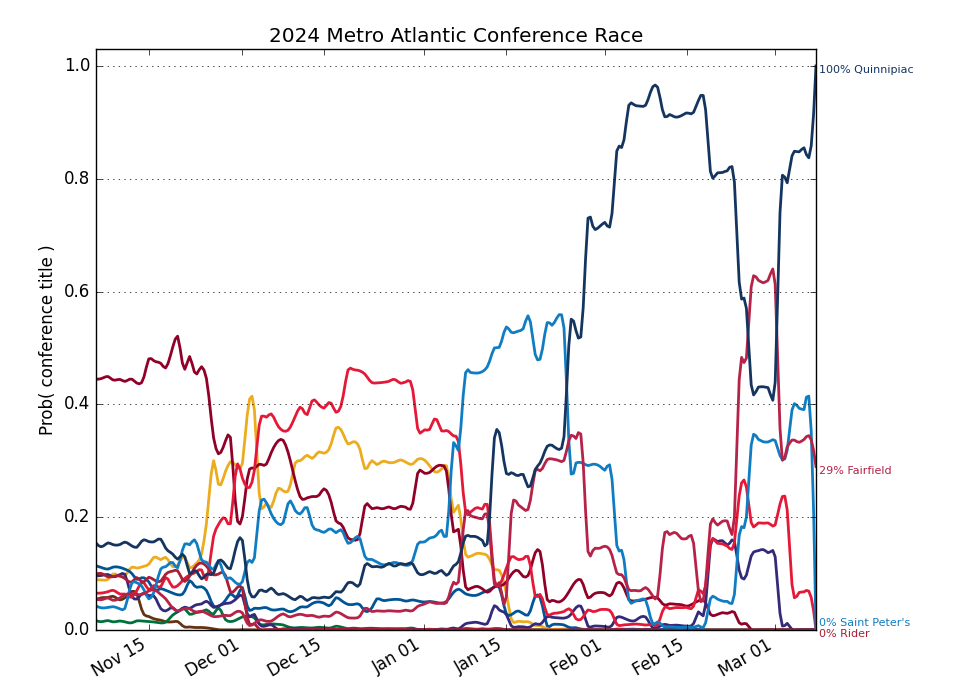 2024 Metro Atlantic Conference Race
1.0
0.8
0.6
0.4
0.2
0.0
Prob( conference title )
Nov 15
Dec 01
Dec 15
Jan 01
Jan 15
Feb 01
Feb 15
Mar 01
100% Quinnipiac
29% Fairfield
0% Saint Peter's
0% Rider